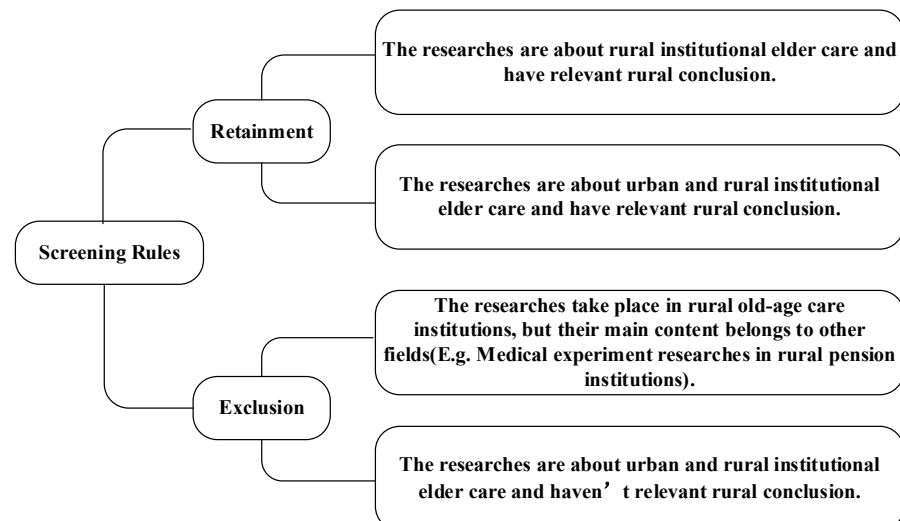 The researches are about rural institutional elder care and
have relevant rural conclusion.
Retainment
The researches are about urban and rural institutional
elder care and have relevant rural conclusion.
Screening Rules
The researches take place in rural old-age care
institutions, but their main content belongs to other
fields(E.g. Medical experiment researches in rural pension
institutions).
Exclusion
The researches are about urban and rural institutional
elder care and haven’t relevant rural conclusion.